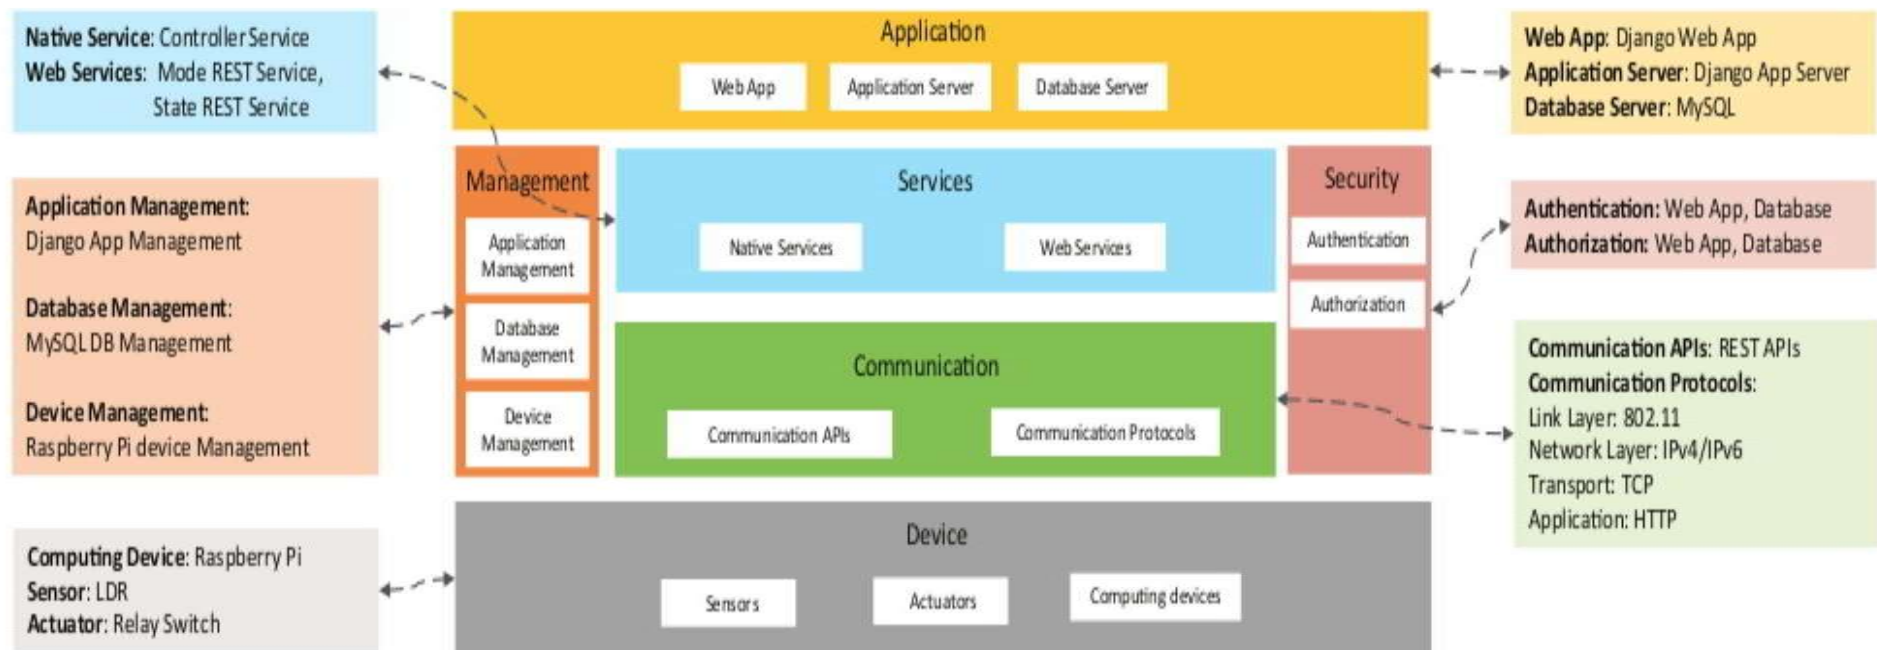 Native Service: Controller Service
Web Services: Mode REST Service,
State REST Service
Application Management:
Django App Management
Database Management:
MySQL DB Management
Device Management:
Raspberry Pi device Management
Computing Device: Raspberry Pi
Sensor: LDR
Actuator: Relay Switch
Application
Web App
Application Server
Database Server
Management
Application
Management
Database
Management
Device
Management
Services
Native Services
Web Services
Communication
Communication APIs
Communication Protocols
Security
Authentication
Authorization
Device
Sensors
Actuators
Computing devices
Web App: Django Web App
Application Server: Django App Server
Database Server: MySQL
Authentication: Web App, Database
Authorization: Web App, Database
Communication APIs: REST APIs
Communication Protocols:
Link Layer: 802.11
Network Layer: IPv4/IPv6
Transport: TCP
Application: HTTP